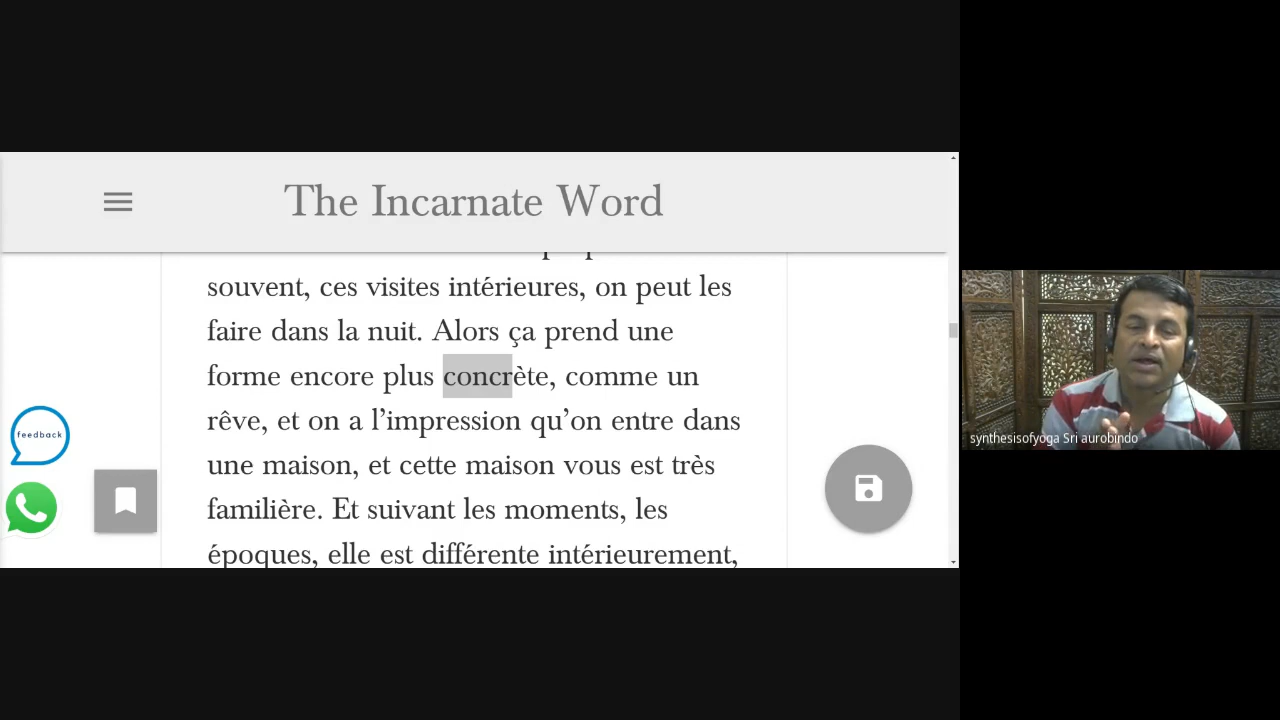 The Incarnate Word
souvent, ces visites intérieures, on peut les
faire dans la nuit. Alors ça prend une
forme encore plus concrète, comme un
rêve, et on a l’impression qu’on entre dans
une maison, et cette maison vous est très
familière. Et suivant les moments, les
époques, elle est différente intérieurement,
feedback
synthesisofyoga Sri aurobindo